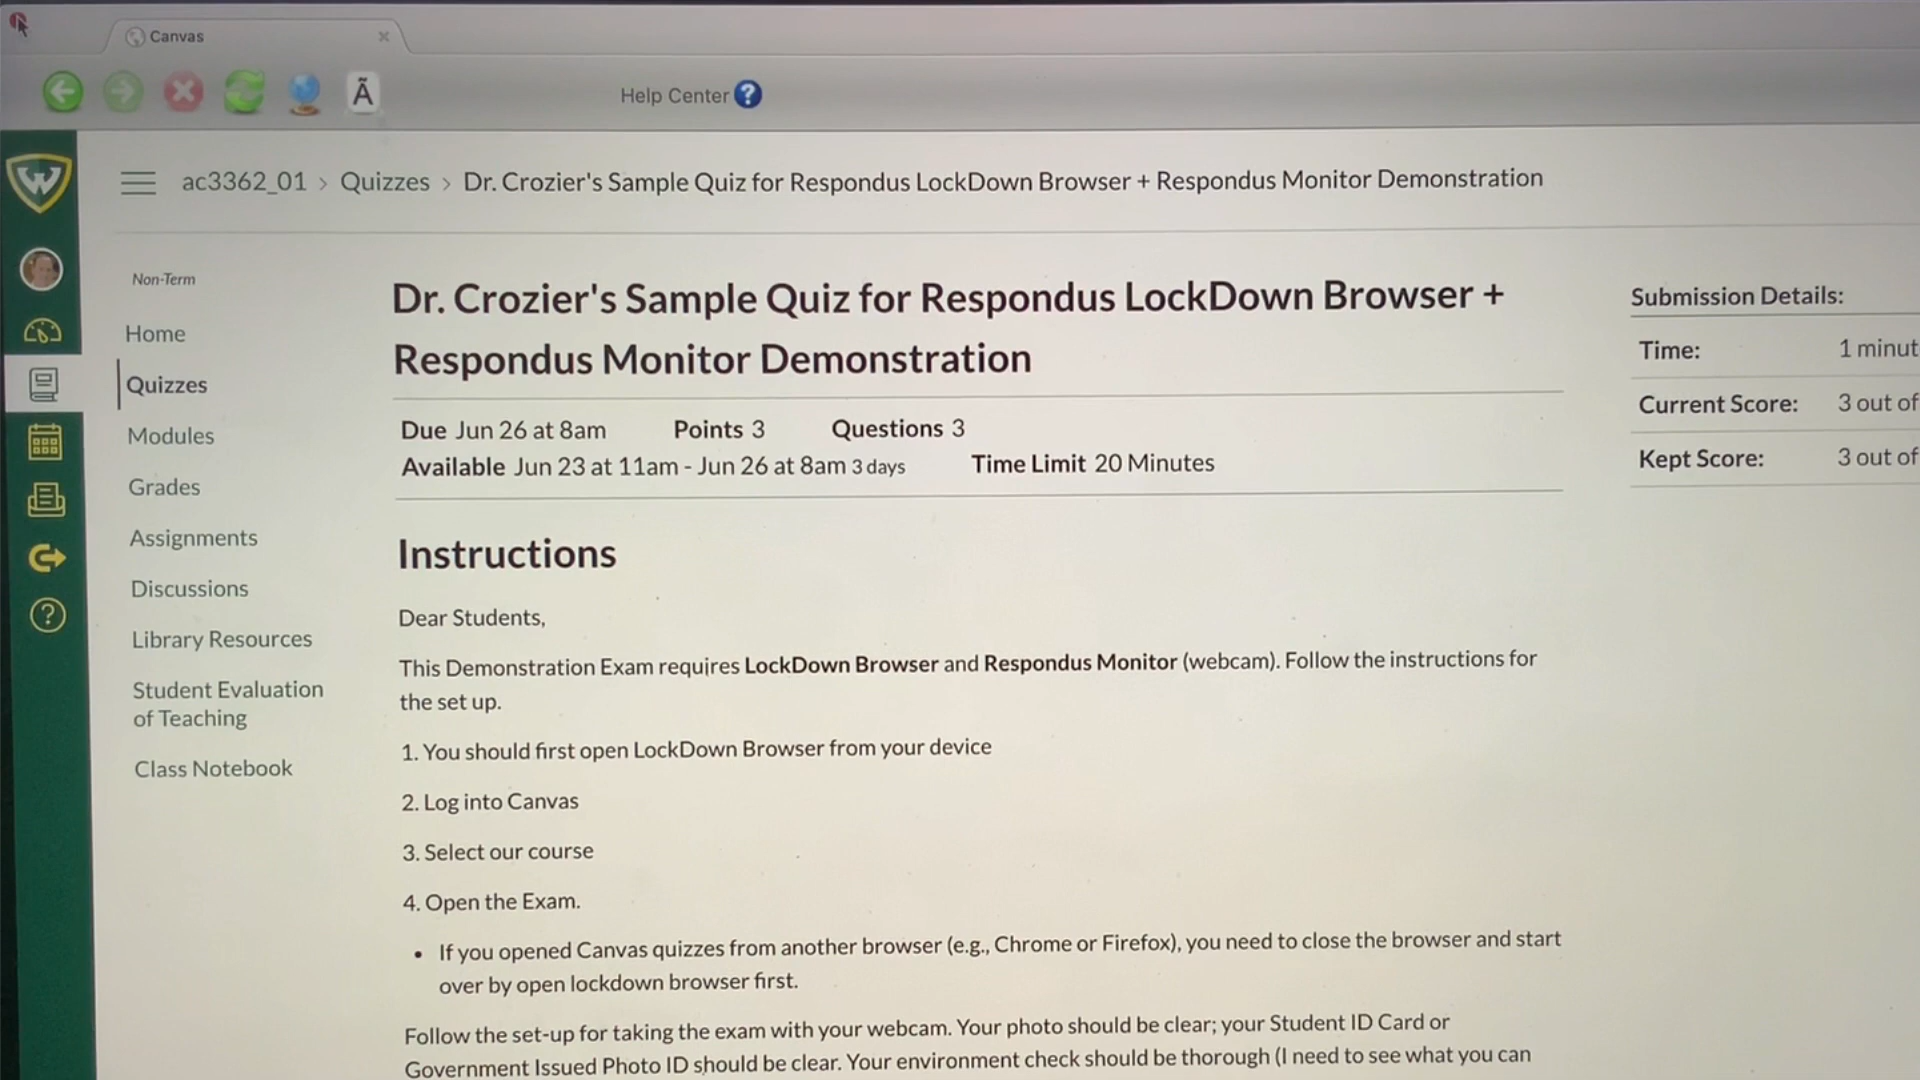 Canvas
Ã
Help Center ?
ac3362_01 > Quizzes > Dr. Crozier's Sample Quiz for Respondus LockDown Browser + Respondus Monitor Demonstration
Non-Term
Home
Quizzes
Modules
Grades
Assignments
Discussions
Library Resources
Student Evaluation
of Teaching
Class Notebook
Dr. Crozier's Sample Quiz for Respondus LockDown Browser +
Respondus Monitor Demonstration
Due Jun 26 at 8am Points 3 Questions 3
Available Jun 23 at 11am - Jun 26 at 8am 3 days Time Limit 20 Minutes
Instructions
Dear Students,
This Demonstration Exam requires LockDown Browser and Respondus Monitor (webcam). Follow the instructions for
the set up.
1. You should first open LockDown Browser from your device
2. Log into Canvas
3. Select our course
4. Open the Exam.
• If you opened Canvas quizzes from another browser (e.g., Chrome or Firefox), you need to close the browser and start
over by open lockdown browser first.
Follow the set-up for taking the exam with your webcam. Your photo should be clear; your Student ID Card or
Government Issued Photo ID should be clear. Your environment check should be thorough (I need to see what you can
Submission Details:
Time: 1 minut
Current Score: 3 out of
Kept Score: 3 out of